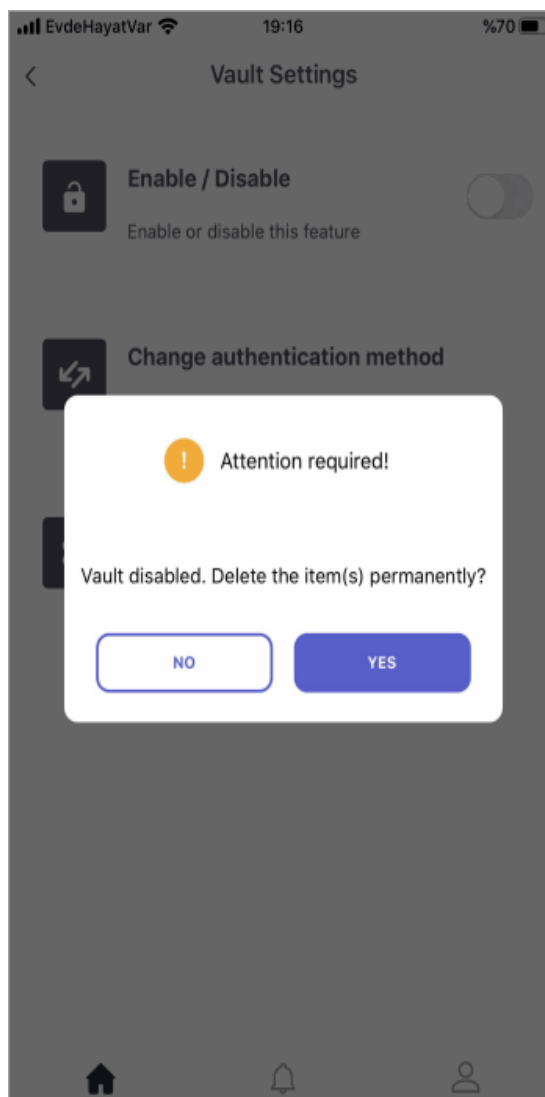 EvdeHayatVar 19:16 %70
Vault Settings
Enable / Disable
Enable or disable this feature
Change authentication method
! Attention required!
Vault disabled. Delete the item(s) permanently?
NO YES